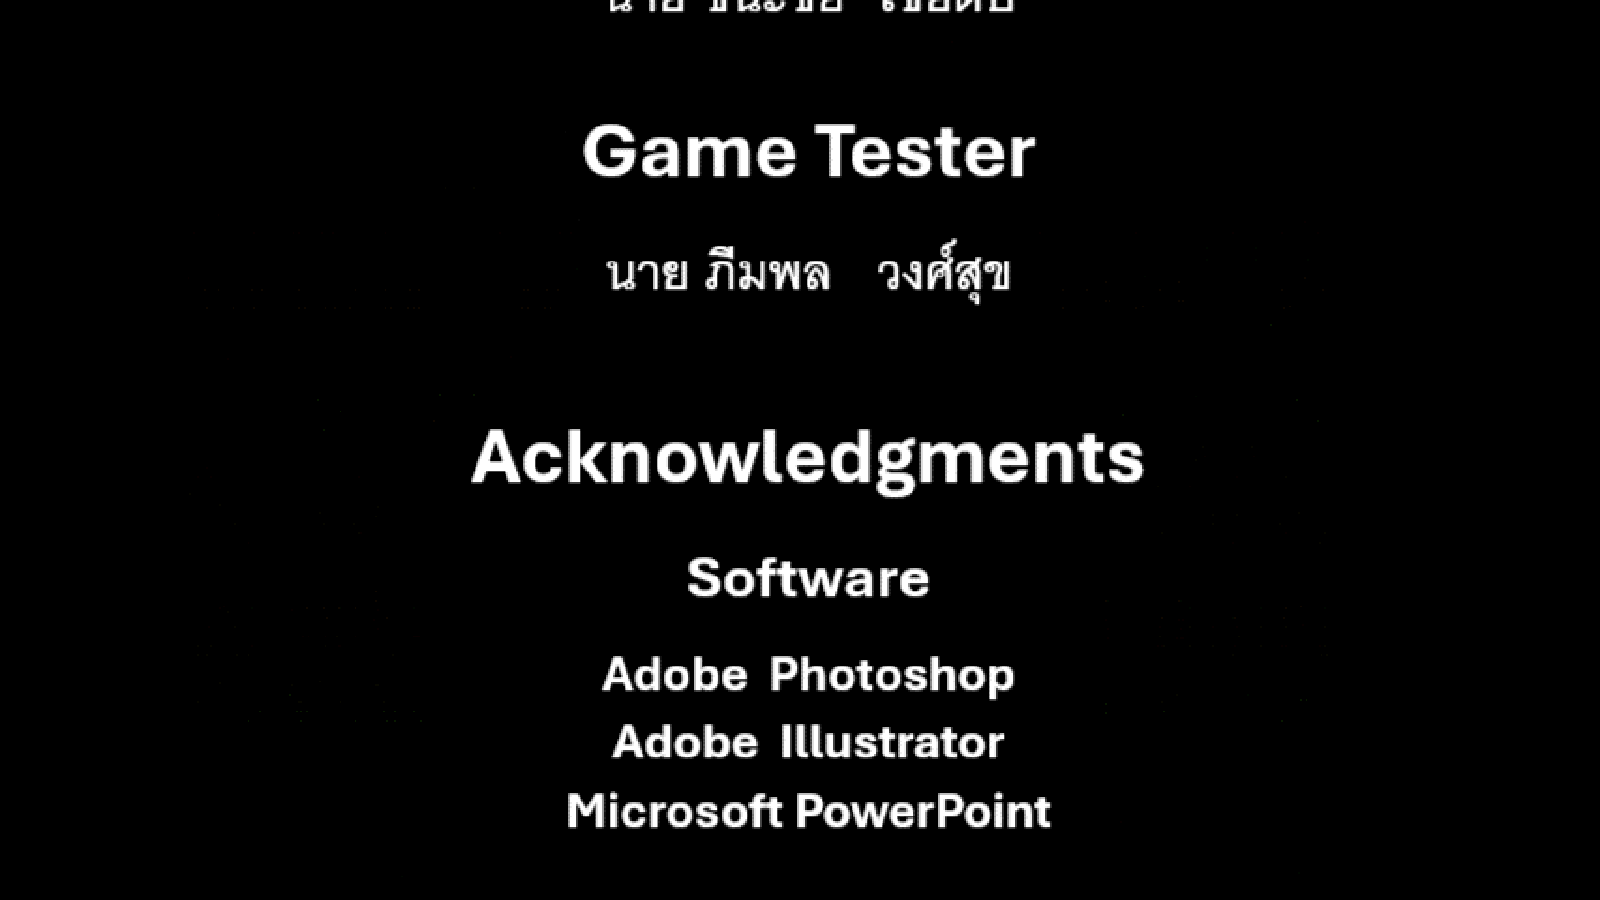 Game Tester
นาย ภีมพล วงศ์สุข
Acknowledgments
Software
Adobe Photoshop
Adobe Illustrator
Microsoft PowerPoint